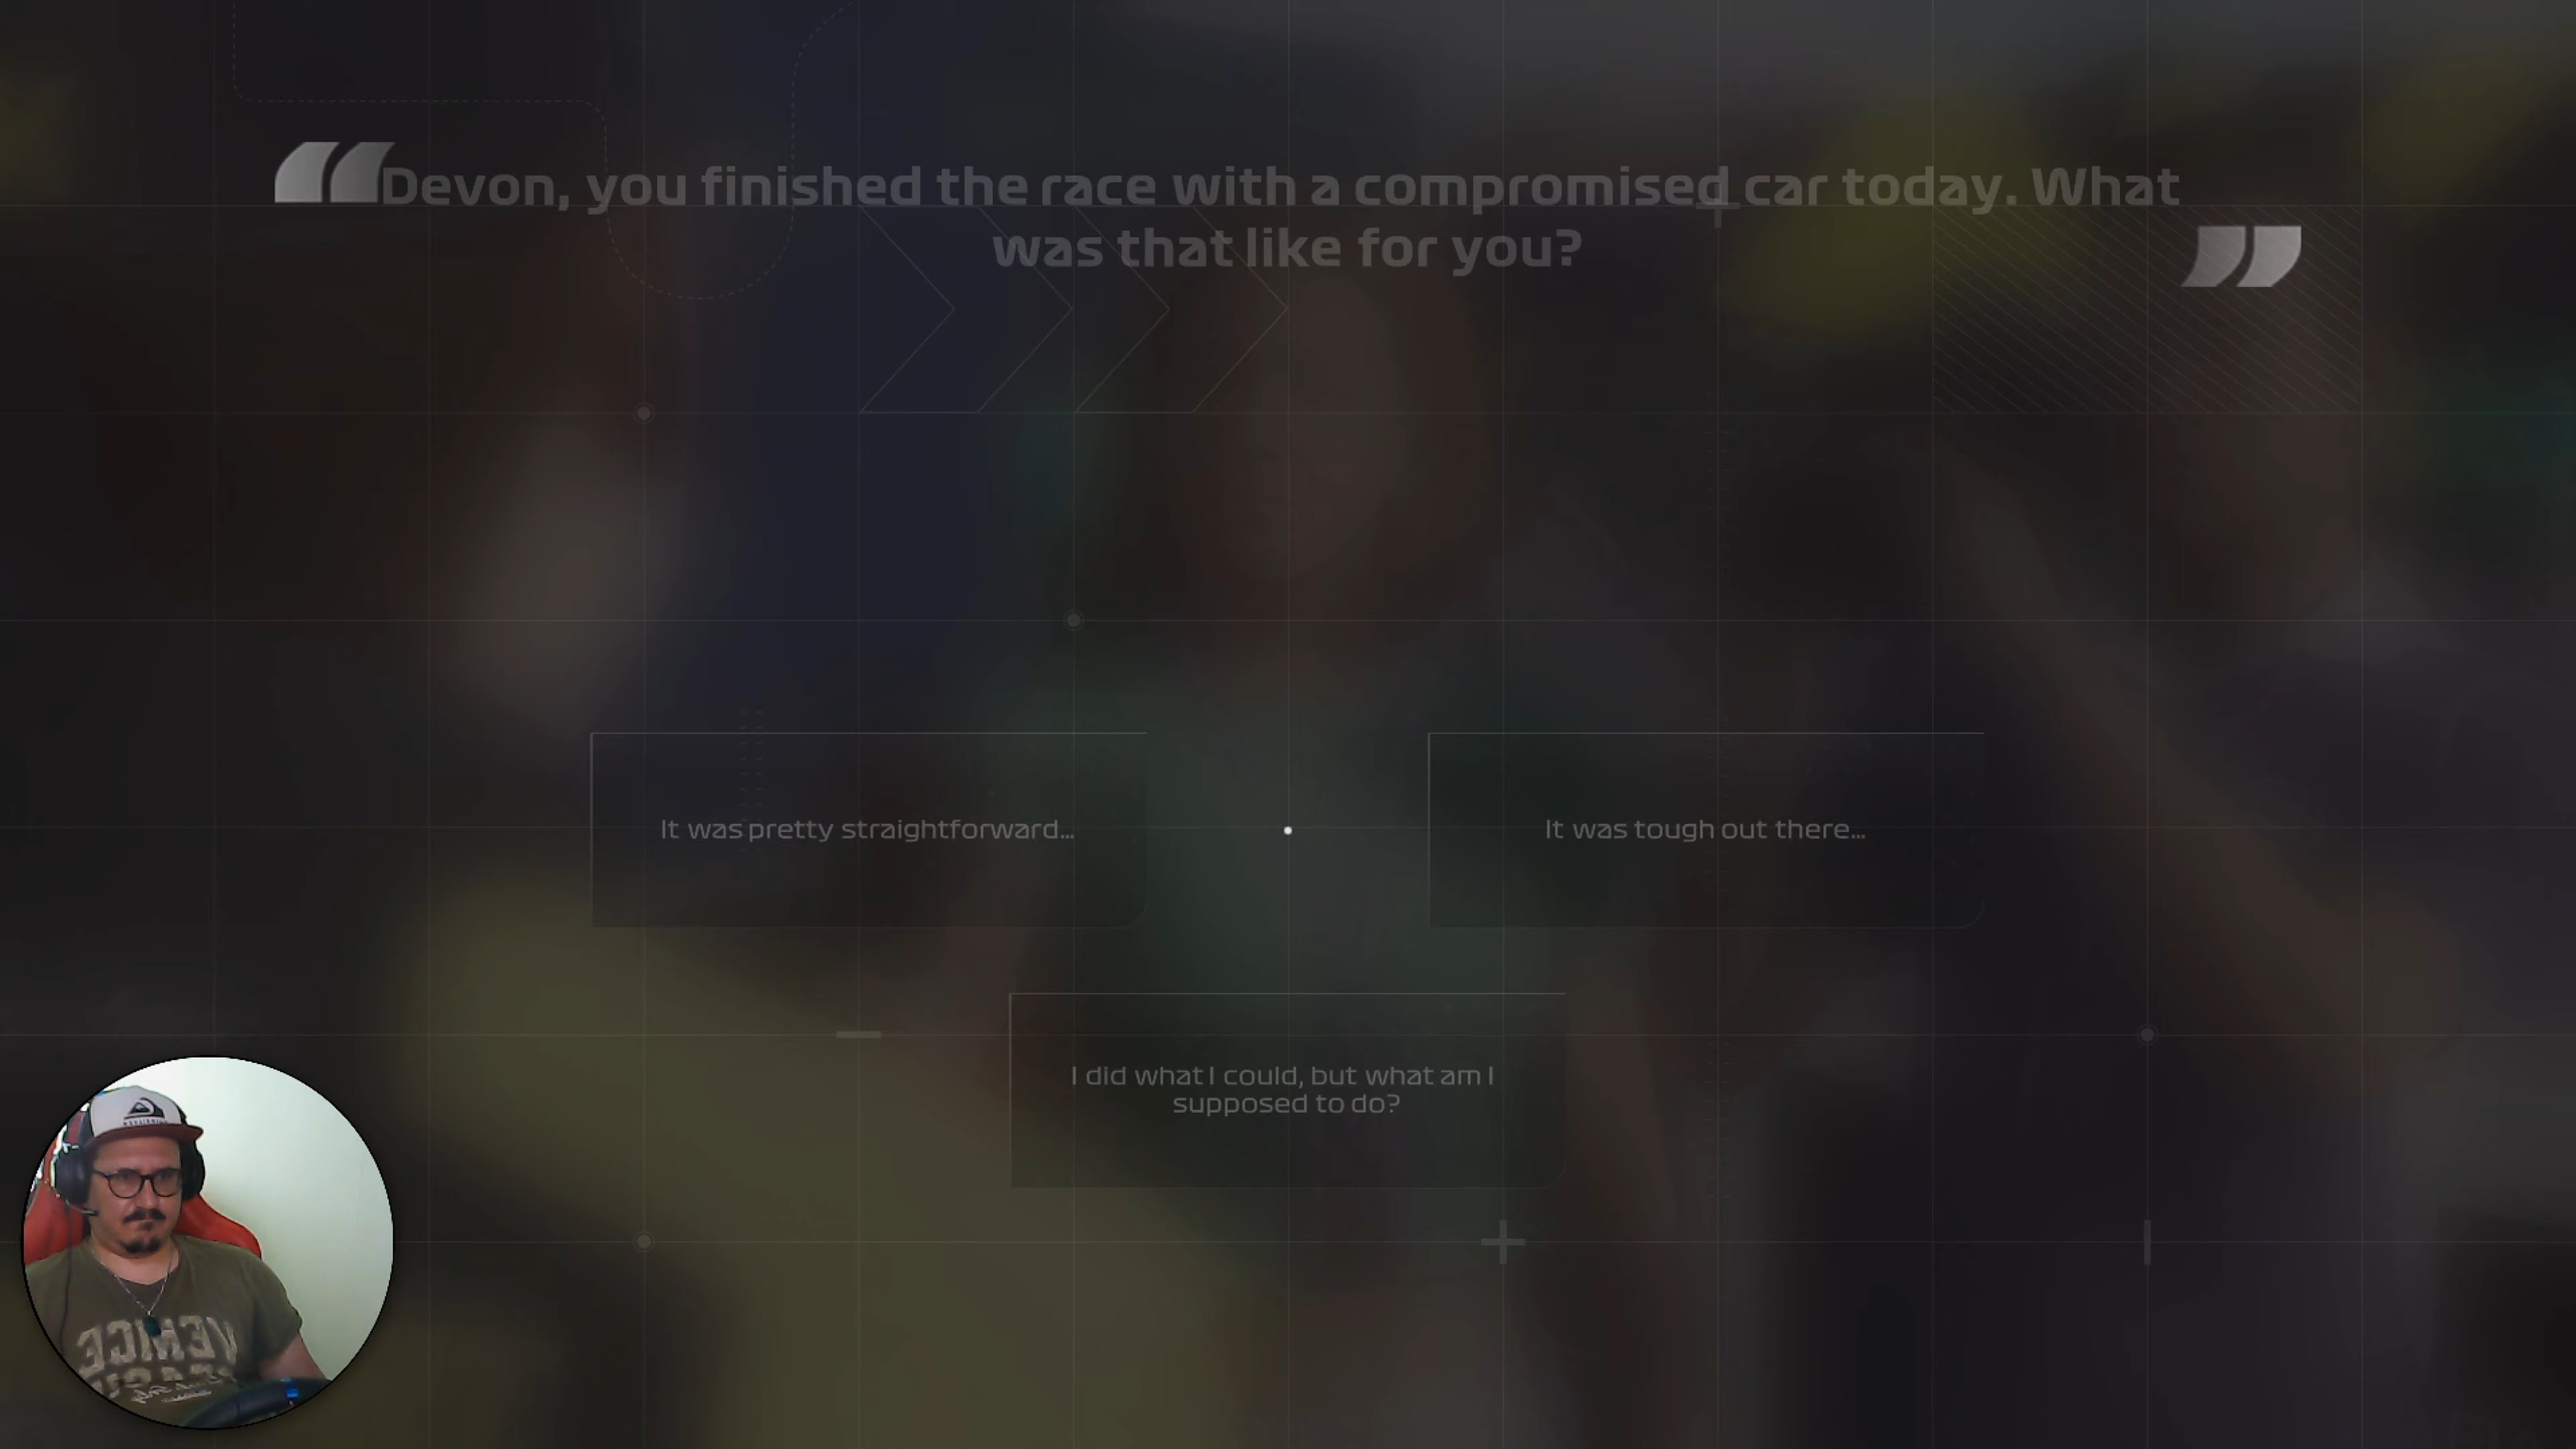 Devon, you finished the race with a compromised car today. What
was that like for you?
It was pretty straightforward...
It was tough out there...
I did what I could, but what am I
supposed to do?
VENICE